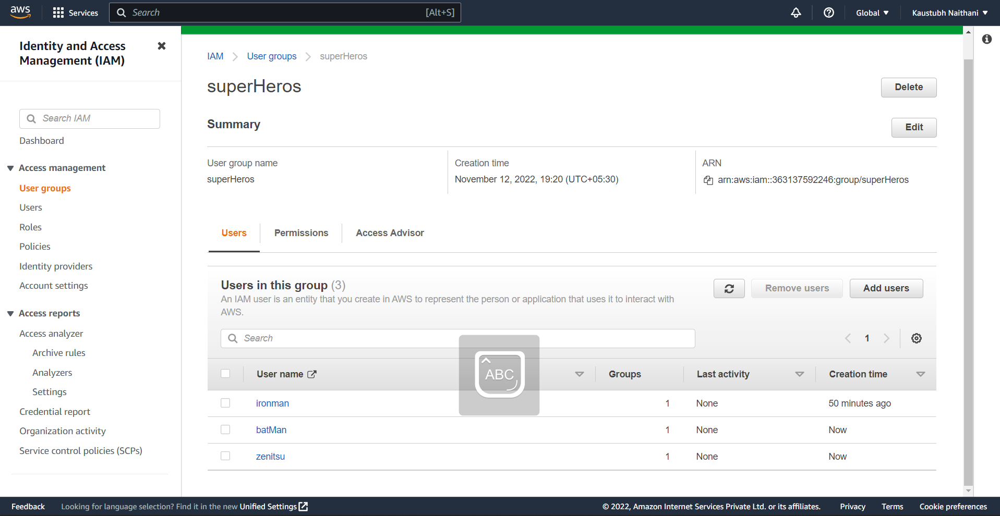 aws
Services
Search
[Alt+S]
Global
Kaustubh Naithani
Identity and Access
Management (IAM)
Search IAM
Dashboard
Access management
User groups
Users
Roles
Policies
Identity providers
Account settings
Access reports
Access analyzer
Archive rules
Analyzers
Settings
Credential report
Organization activity
Service control policies (SCPs)
IAM User groups superHeros
superHeros
Delete
Summary
Edit
User group name
superHeros
Creation time
November 12, 2022, 19:20 (UTC+05:30)
ARN
arn:aws:iam::363137592246:group/superHeros
Users Permissions Access Advisor
Users in this group (3)
An IAM user is an entity that you create in AWS to represent the person or application that uses it to interact with
AWS.
Remove users
Add users
Search
1
ABC
User name Groups Last activity Creation time
ironman 1 None 50 minutes ago
batMan 1 None Now
zenitsu 1 None Now
Feedback Looking for language selection? Find it in the new Unified Settings © 2022, Amazon Internet Services Private Ltd. or its affiliates. Privacy Terms Cookie preferences